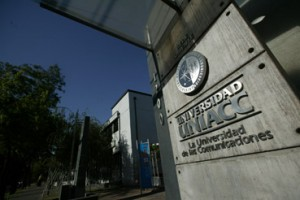 UNIVERSIDAD
UNIACC
La Universidad
de las Comunicaciones